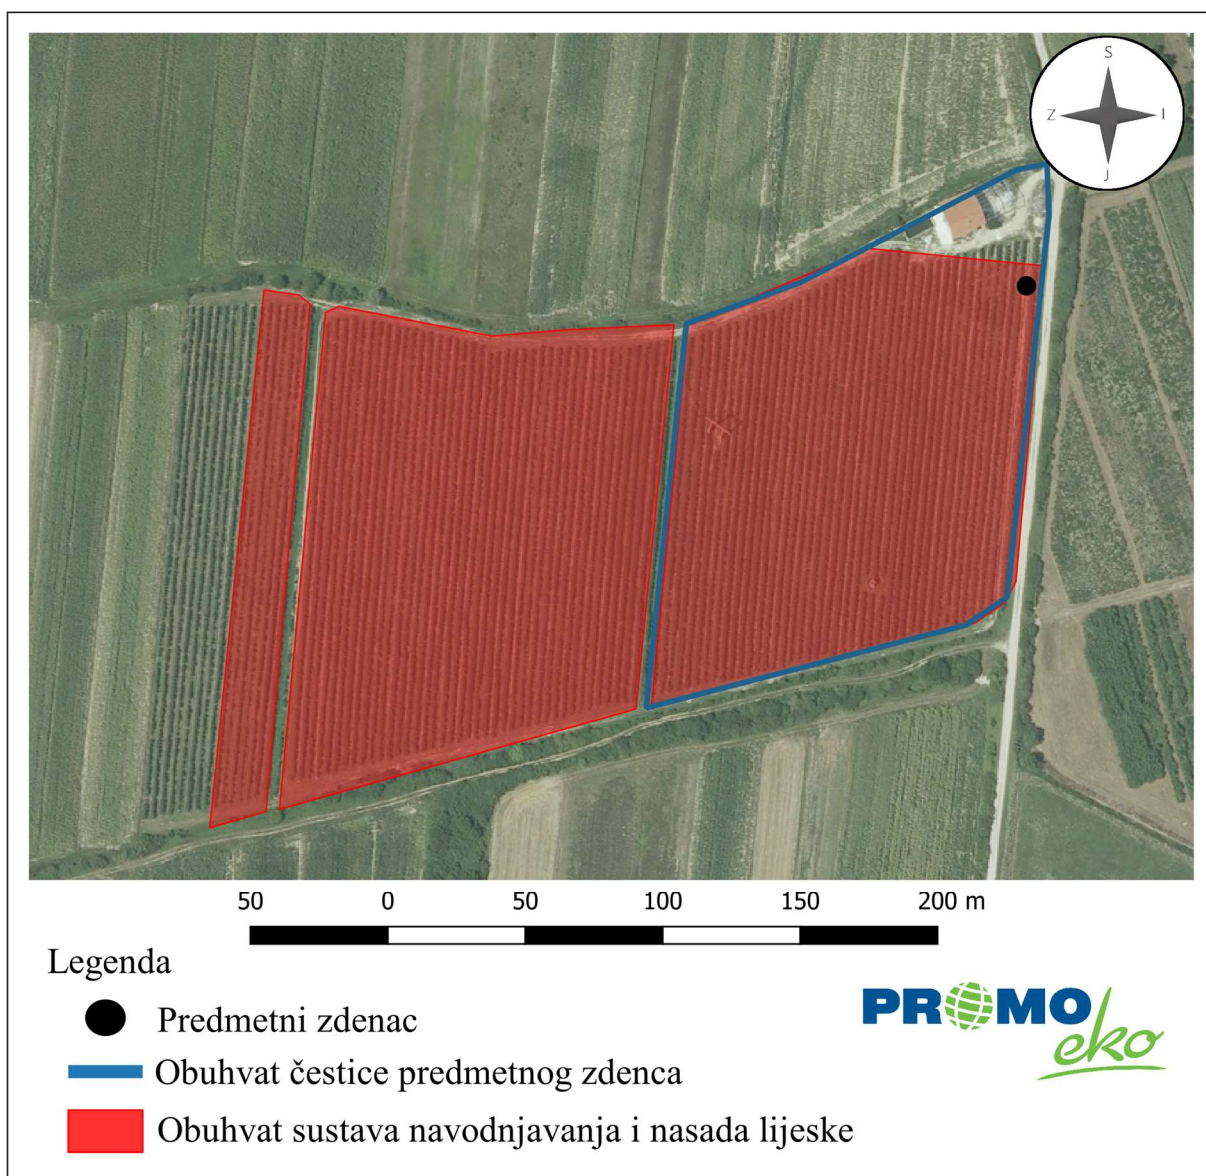 S
Z I
J
50 0 50 100 150 200 m
Legenda
Predmetni zdenac
Obuhvat čestice predmetnog zdenca
Obuhvat sustava navodnjavanja i nasada lijeske
PROMO
eko